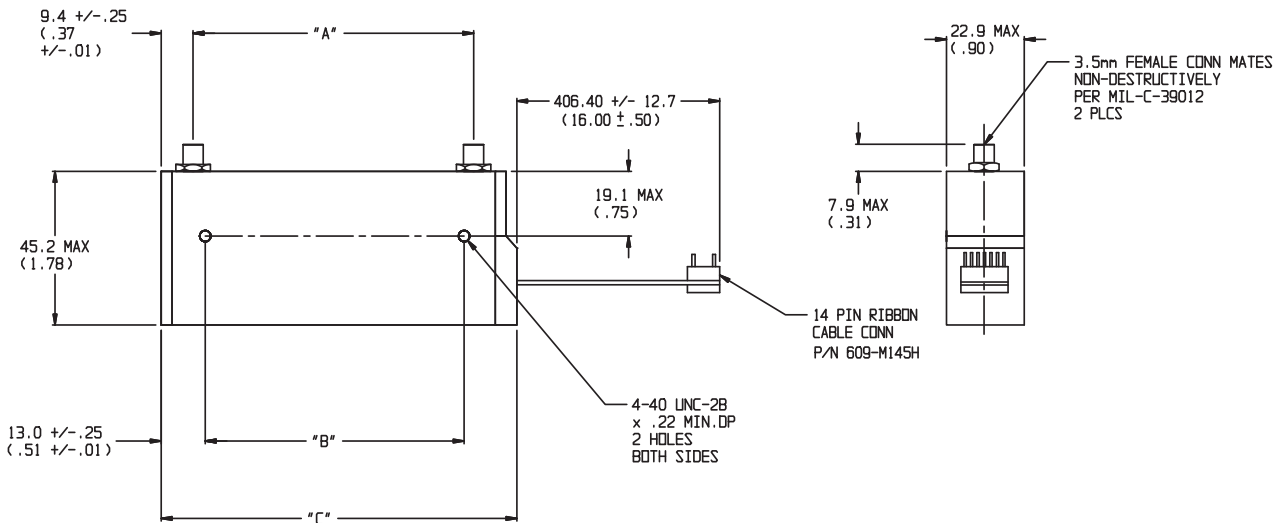 9.4 +/-.25
(.37
+/-.01)
"A"
22.9 MAX
(.90)
3.5mm FEMALE CONN MATES
NON-DESTRUCTIVELY
PER MIL-C-39012
2 PLCS
406.40 +/- 12.7
(16.00 ± .50)
19.1 MAX
(.75)
7.9 MAX
(.31)
45.2 MAX
(1.78)
14 PIN RIBBON
CABLE CONN
P/N 609-M145H
4-40 UNC-2B
x .22 MIN.DP
2 HOLES
BOTH SIDES
13.0 +/-.25
(.51 +/-.01)
"B"
"C"